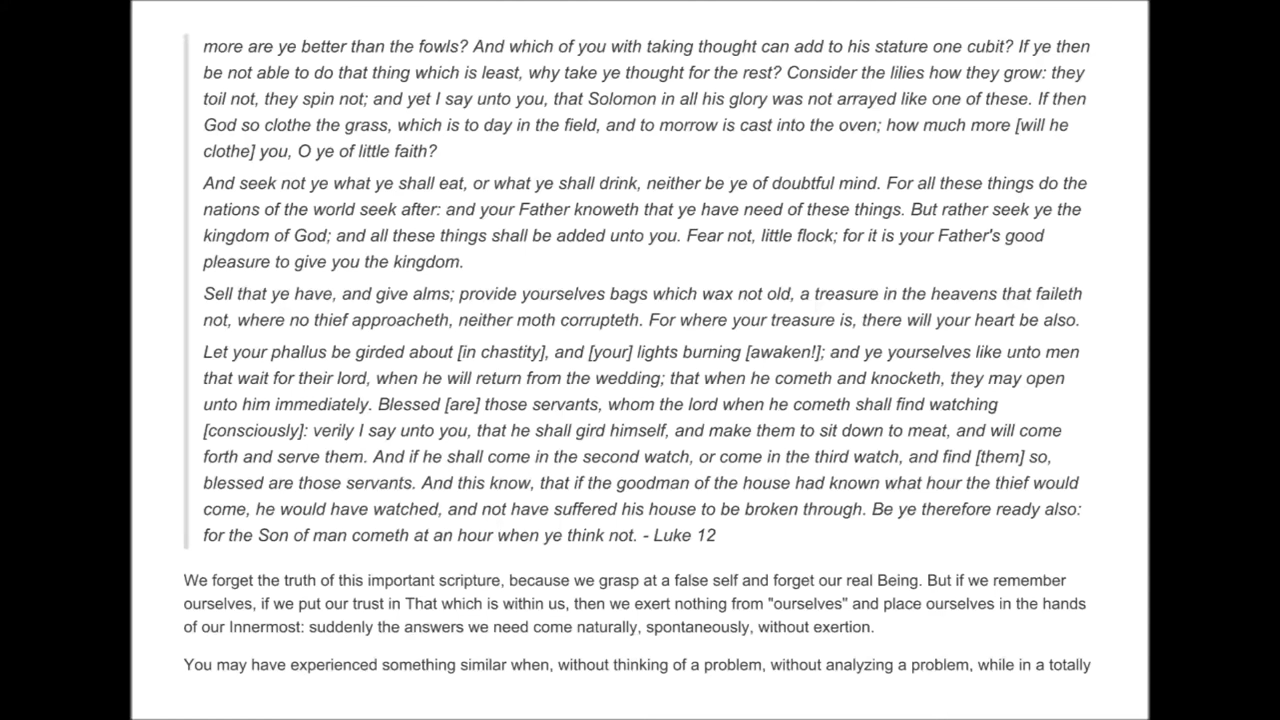 more are ye better than the fowls? And which of you with taking thought can add to his stature one cubit? If ye then
be not able to do that thing which is least, why take ye thought for the rest? Consider the lilies how they grow: they
toil not, they spin not; and yet I say unto you, that Solomon in all his glory was not arrayed like one of these. If then
God so clothe the grass, which is to day in the field, and to morrow is cast into the oven; how much more [will he
clothe] you, O ye of little faith?
And seek not ye what ye shall eat, or what ye shall drink, neither be ye of doubtful mind. For all these things do the
nations of the world seek after: and your Father knoweth that ye have need of these things. But rather seek ye the
kingdom of God; and all these things shall be added unto you. Fear not, little flock; for it is your Father's good
pleasure to give you the kingdom.
Sell that ye have, and give alms; provide yourselves bags which wax not old, a treasure in the heavens that faileth
not, where no thief approacheth, neither moth corrupteth. For where your treasure is, there will your heart be also.
Let your phallus be girded about [in chastity], and [your] lights burning [awaken!]; and ye yourselves like unto men
that wait for their lord, when he will return from the wedding; that when he cometh and knocketh, they may open
unto him immediately. Blessed [are] those servants, whom the lord when he cometh shall find watching
[consciously]: verily I say unto you, that he shall gird himself, and make them to sit down to meat, and will come
forth and serve them. And if he shall come in the second watch, or come in the third watch, and find [them] so,
blessed are those servants. And this know, that if the goodman of the house had known what hour the thief would
come, he would have watched, and not have suffered his house to be broken through. Be ye therefore ready also:
for the Son of man cometh at an hour when ye think not. - Luke 12
We forget the truth of this important scripture, because we grasp at a false self and forget our real Being. But if we remember
ourselves, if we put our trust in That which is within us, then we exert nothing from "ourselves" and place ourselves in the hands
of our Innermost: suddenly the answers we need come naturally, spontaneously, without exertion.
You may have experienced something similar when, without thinking of a problem, without analyzing a problem, while in a totally